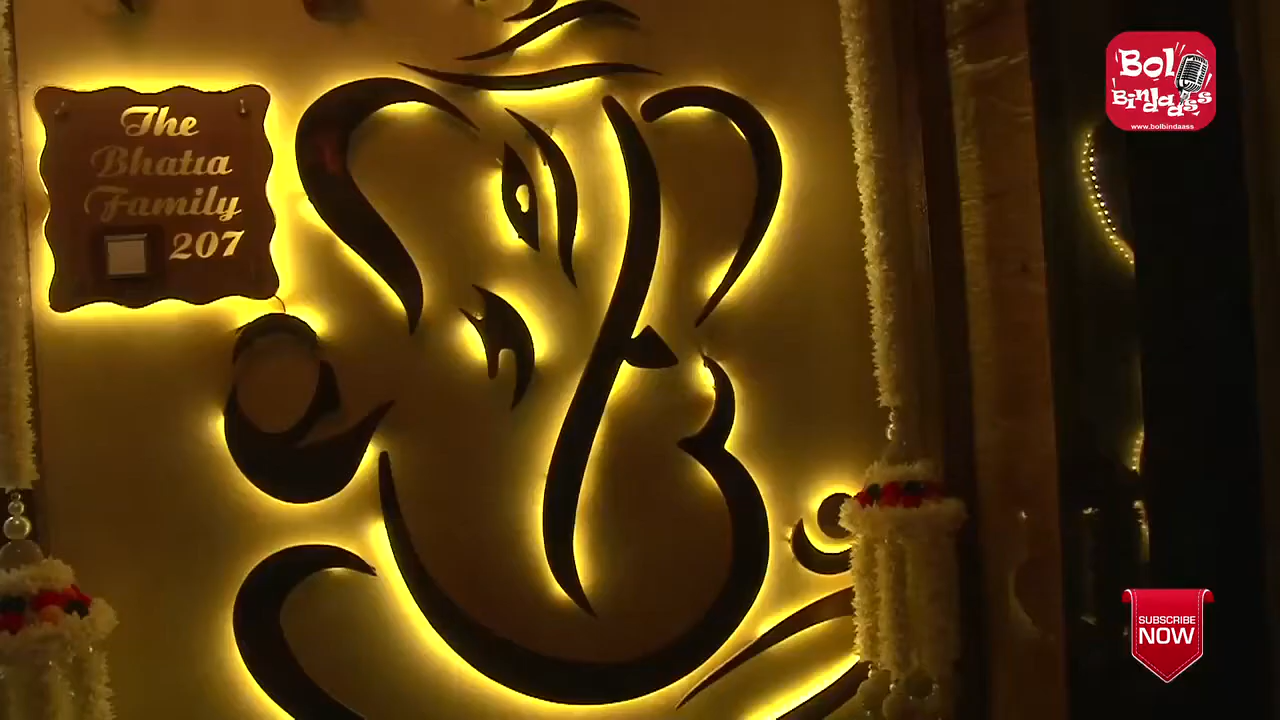 The
Bhatia
Family
207
Bol
Bindaass
www.bolbindaass
SUBSCRIBE
NOW